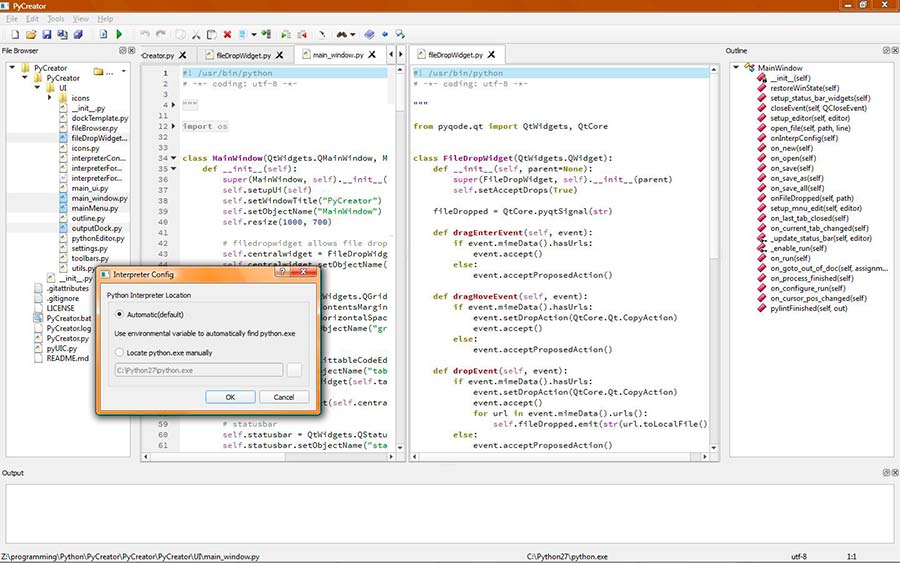 PyCreator
File Edit Tools View Help
File Browser
PyCreator
...
PyCreator
UI
icons
__init__.py
dockTemplate.py
fileBrowser.py
fileDropWidget...
icons.py
interpreterCon...
interpreterFor...
interpreterFor...
main_ui.py
main_window.py
mainMenu.py
outline.py
outputDock.py
pythonEditor.py
settings.py
toolbars.py
utils.py
__init__.py
.gitattributes
.gitignore
LICENSE
PyCreator.bat
PyCreator.log
PyCreator.py
pyUIC.py
README.md
Creator.py
fileDropWidget.py
main_window.py
1 #! /usr/bin/python
2 # -*- coding: utf-8 -*-
3
4 """
11
12 import os
33
34 class MainWindow(QtWidgets.QMainWindow, M
35 def __init__(self):
36 super(MainWindow, self).__init__(
37 self.setupUi(self)
38 self.setWindowTitle("PyCreator")
39 self.setObjectName("MainWindow")
40 self.resize(1000, 700)
41
42 # filedropwidget allows file drop
43 self.centralwidget = FileDropWidg
.centralwidget.setObjectName(
QtWidgets.QGrid
ontentsMargin
orizontalSpac
bjectName("gr
ittableCodeEd
bjectName("tab
idget(self.ta
et(self.centra
59 # statusbar
60 self.statusbar = QtWidgets.QStatu
61 self.statusbar.setObjectName("sta
fileDropWidget.py
#! /usr/bin/python
# -*- coding: utf-8 -*-
"""
from pyqode.qt import QtWidgets, QtCore
class FileDropWidget(QtWidgets.QWidget):
def __init__(self, parent=None):
super(FileDropWidget, self).__init__(parent)
self.setAcceptDrops(True)
fileDropped = QtCore.pyqtSignal(str)
def dragEnterEvent(self, event):
if event.mimeData().hasUrls:
event.accept()
else:
event.acceptProposedAction()
def dragMoveEvent(self, event):
if event.mimeData().hasUrls:
event.setDropAction(QtCore.Qt.CopyAction)
event.accept()
else:
event.acceptProposedAction()
def dropEvent(self, event):
if event.mimeData().hasUrls:
event.setDropAction(QtCore.Qt.CopyAction)
event.accept()
for url in event.mimeData().urls():
self.fileDropped.emit(str(url.toLocalFile()
else:
event.acceptProposedAction()
Outline
MainWindow
__init__(self)
restoreWinState(self)
setup_status_bar_widgets(self)
closeEvent(self, QCloseEvent)
setup_editor(self, editor)
open_file(self, path, line)
onInterpConfig(self)
on_new(self)
on_open(self)
on_save(self)
on_save_as(self)
on_save_all(self)
onFileDropped(self, path)
setup_mnu_edit(self, editor)
on_last_tab_closed(self)
on_current_tab_changed(self)
_update_status_bar(self, editor)
_enable_run(self)
on_run(self)
on_goto_out_of_doc(self, assignm...
on_process_finished(self)
on_configure_run(self)
on_cursor_pos_changed(self)
pylintFinished(self, out)
Interpreter Config
Python Interpreter Location
Automatic(default)
Use environmental variable to automatically find python.exe
Locate python.exe manually
C:\Python27\python.exe
OK Cancel
Output
Z:\programming\Python\PyCreator\PyCreator\PyCreator\UI\main_window.py
C:\Python27\python.exe
utf-8
1:1